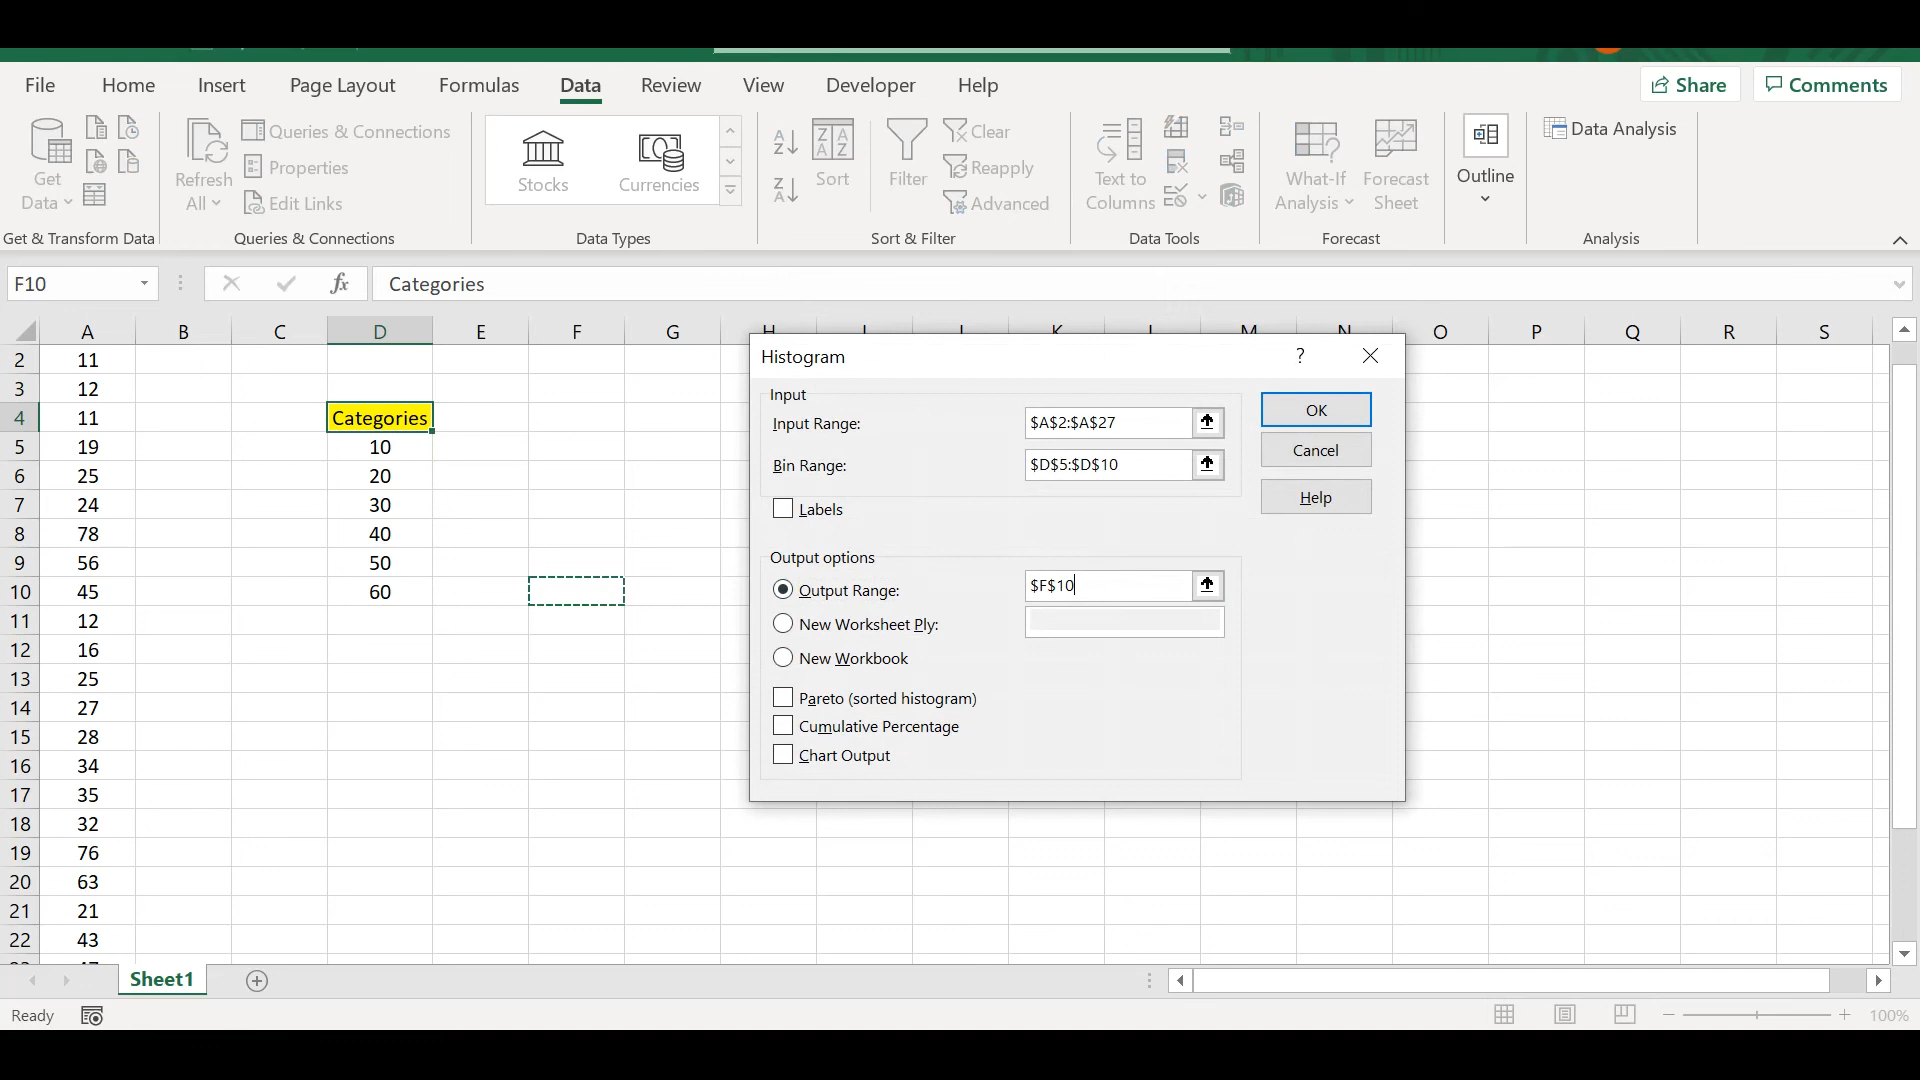 File Home Insert Page Layout Formulas Data Review View Developer Help Share Comments
Get Data
Refresh All
Queries & Connections
Properties
Edit Links
Stocks
Currencies
Sort
Filter
Clear
Reapply
Advanced
Text to Columns
What-If Analysis
Forecast Sheet
Outline
Data Analysis
Get & Transform Data Queries & Connections Data Types Sort & Filter Data Tools Forecast Analysis
F10 fx Categories
A B C D E F G O P Q R S
2 11
3 12
4 11 Categories
5 19 10
6 25 20
7 24 30
8 78 40
9 56 50
10 45 60
11 12
12 16
13 25
14 27
15 28
16 34
17 35
18 32
19 76
20 63
21 21
22 43
Histogram ?
Input
Input Range: $A$2:$A$27
Bin Range: $D$5:$D$10
Labels
OK
Cancel
Help
Output options
Output Range: $F$10
New Worksheet Ply:
New Workbook
Pareto (sorted histogram)
Cumulative Percentage
Chart Output
Sheet1
Ready 100%